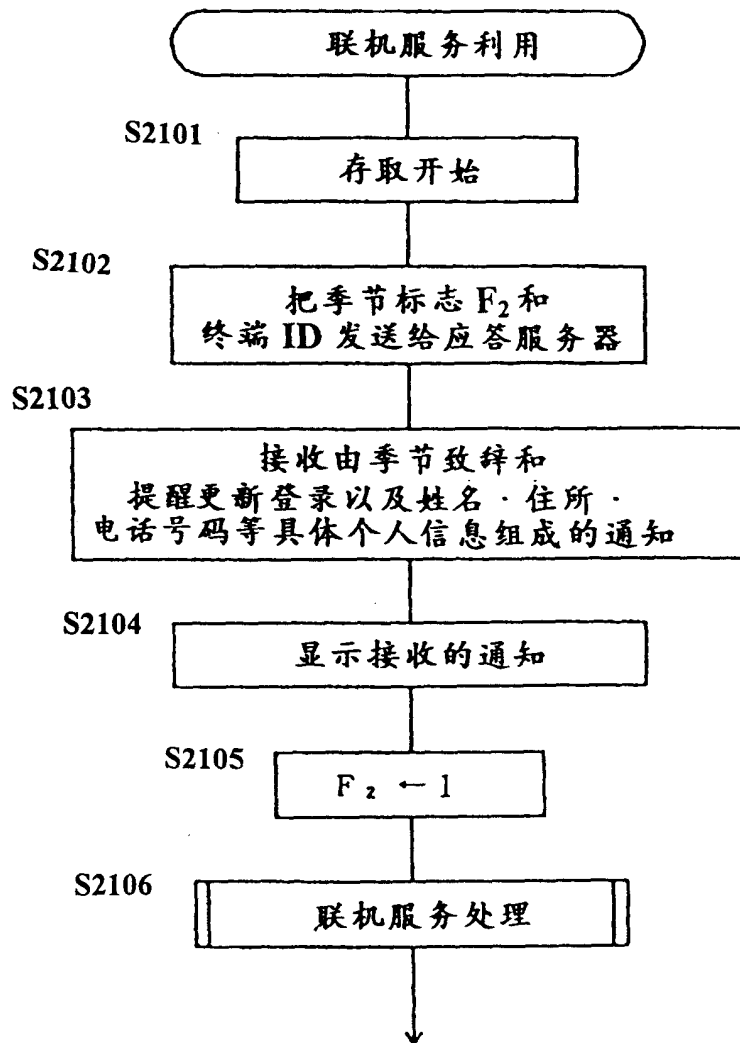 联机服务利用
S2101
存取开始
S2102
把季节标志 F₂ 和
终端 ID 发送给应答服务器
S2103
接收由季节致辞和
提醒更新登录以及姓名·住所·
电话号码等具体个人信息组成的通知
S2104
显示接收的通知
S2105
F₂ ← 1
S2106
联机服务处理